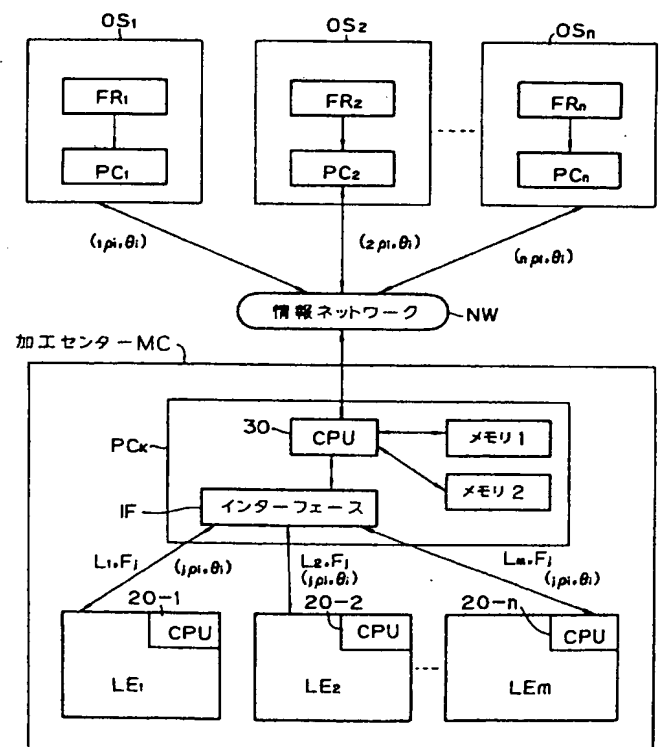 OS1
OS2
OSn
FR1
FR2
FRn
PC1
PC2
PCn
(1ρi.θi)
(2ρi.θi)
(nρi.θi)
情報ネットワーク
NW
加工センターMC
30
CPU
メモリ1
PCK
メモリ2
IF
インターフェース
L1.Fj
(jρi.θi)
L2.Fj
(jρi.θi)
Lm.Fj
(jρi.θi)
20-1
20-2
20-n
CPU
CPU
CPU
LE1
LE2
LEm